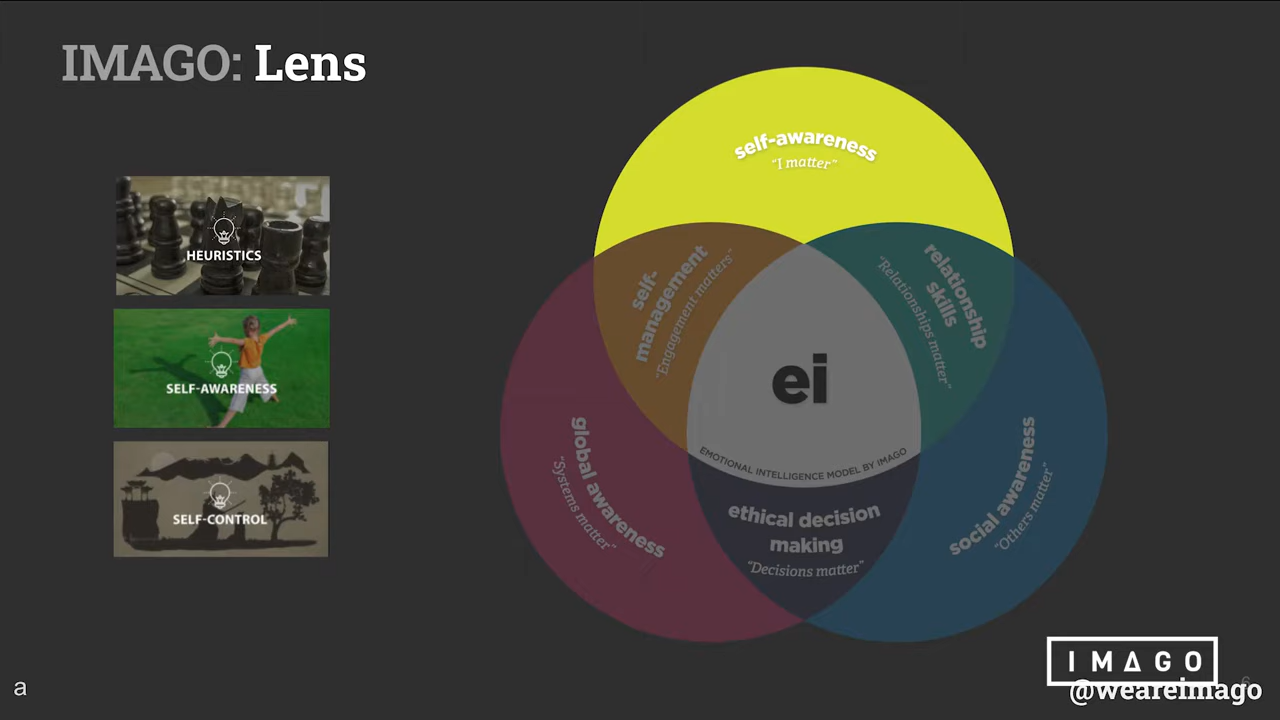 IMAGO: Lens
HEURISTICS
SELF-AWARENESS
SELF-CONTROL
self-awareness
"I matter"
self-
management
"Engagement matters"
relationship
skills
"Relationships matter"
ei
EMOTIONAL INTELLIGENCE MODEL BY IMAGO
global awareness
"Systems matter"
ethical decision
making
"Decisions matter"
social awareness
"Others matter"
IMAGO
6
@weareimago
a